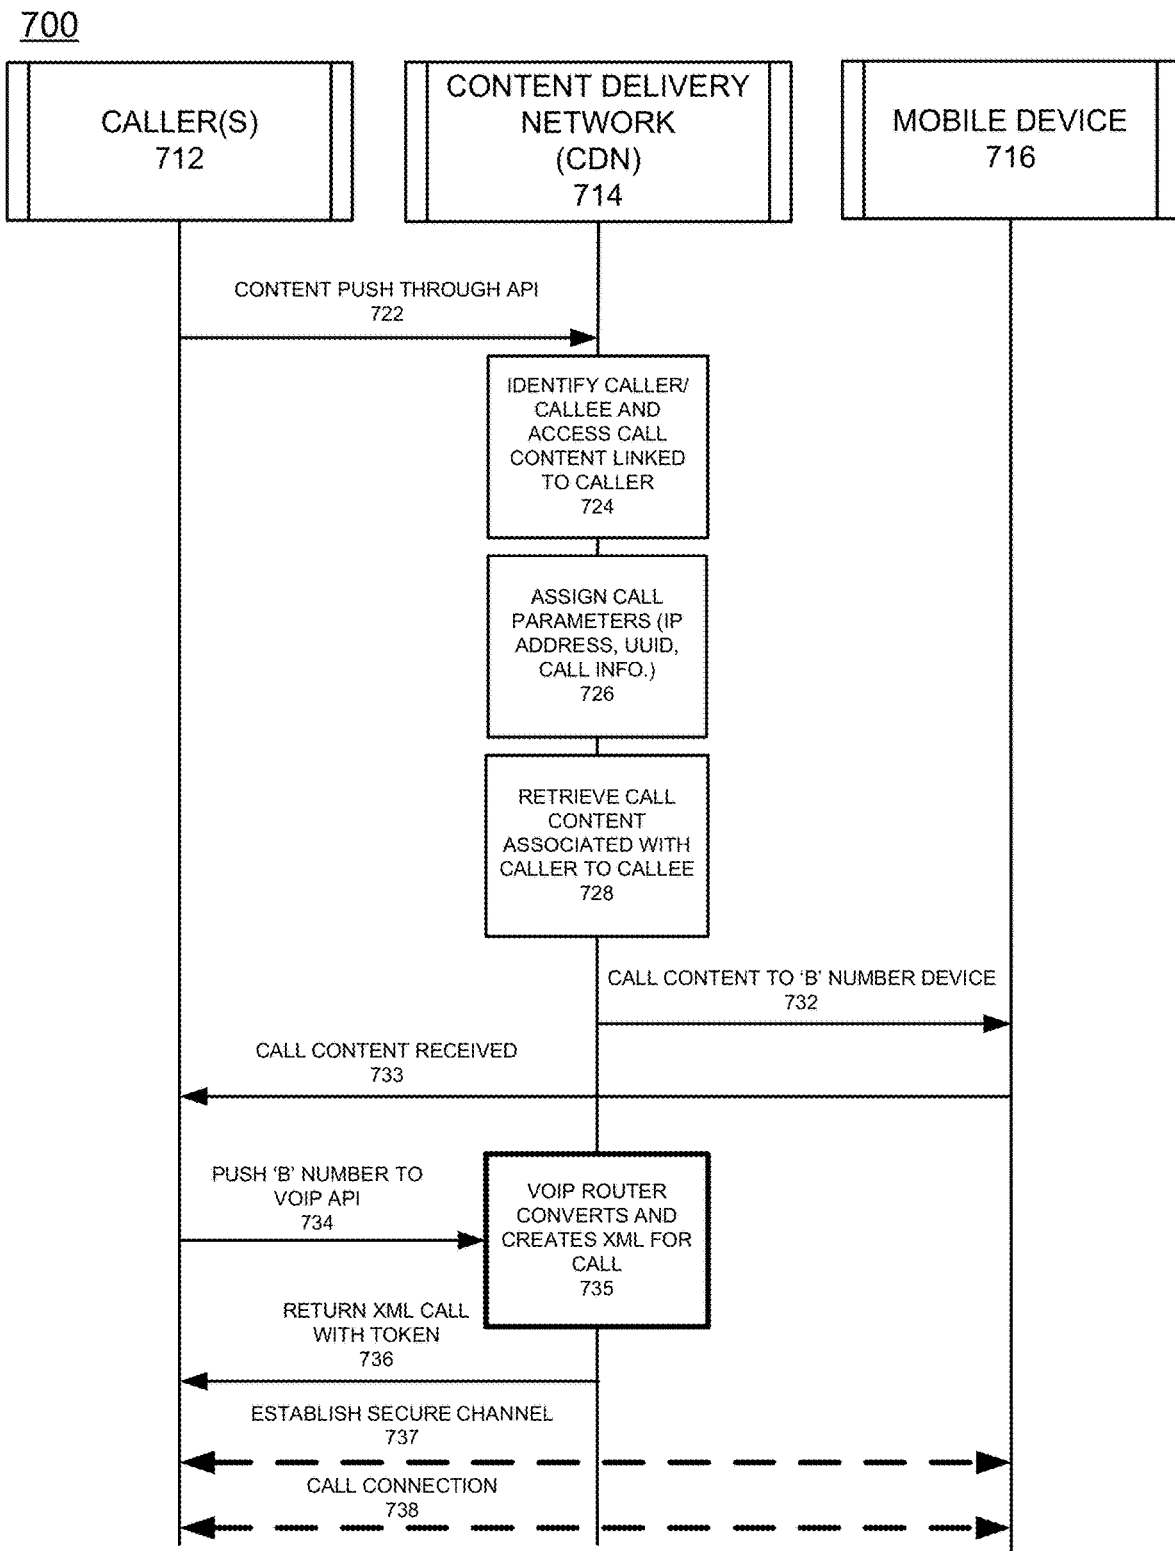 700
CALLER(S)
712
CONTENT DELIVERY
NETWORK
(CDN)
714
MOBILE DEVICE
716
CONTENT PUSH THROUGH API
722
IDENTIFY CALLER/
CALLEE AND
ACCESS CALL
CONTENT LINKED
TO CALLER
724
ASSIGN CALL
PARAMETERS (IP
ADDRESS, UUID,
CALL INFO.)
726
RETRIEVE CALL
CONTENT
ASSOCIATED WITH
CALLER TO CALLEE
728
CALL CONTENT TO ‘B’ NUMBER DEVICE
732
CALL CONTENT RECEIVED
733
PUSH ‘B’ NUMBER TO
VOIP API
734
VOIP ROUTER
CONVERTS AND
CREATES XML FOR
CALL
735
RETURN XML CALL
WITH TOKEN
736
ESTABLISH SECURE CHANNEL
737
CALL CONNECTION
738